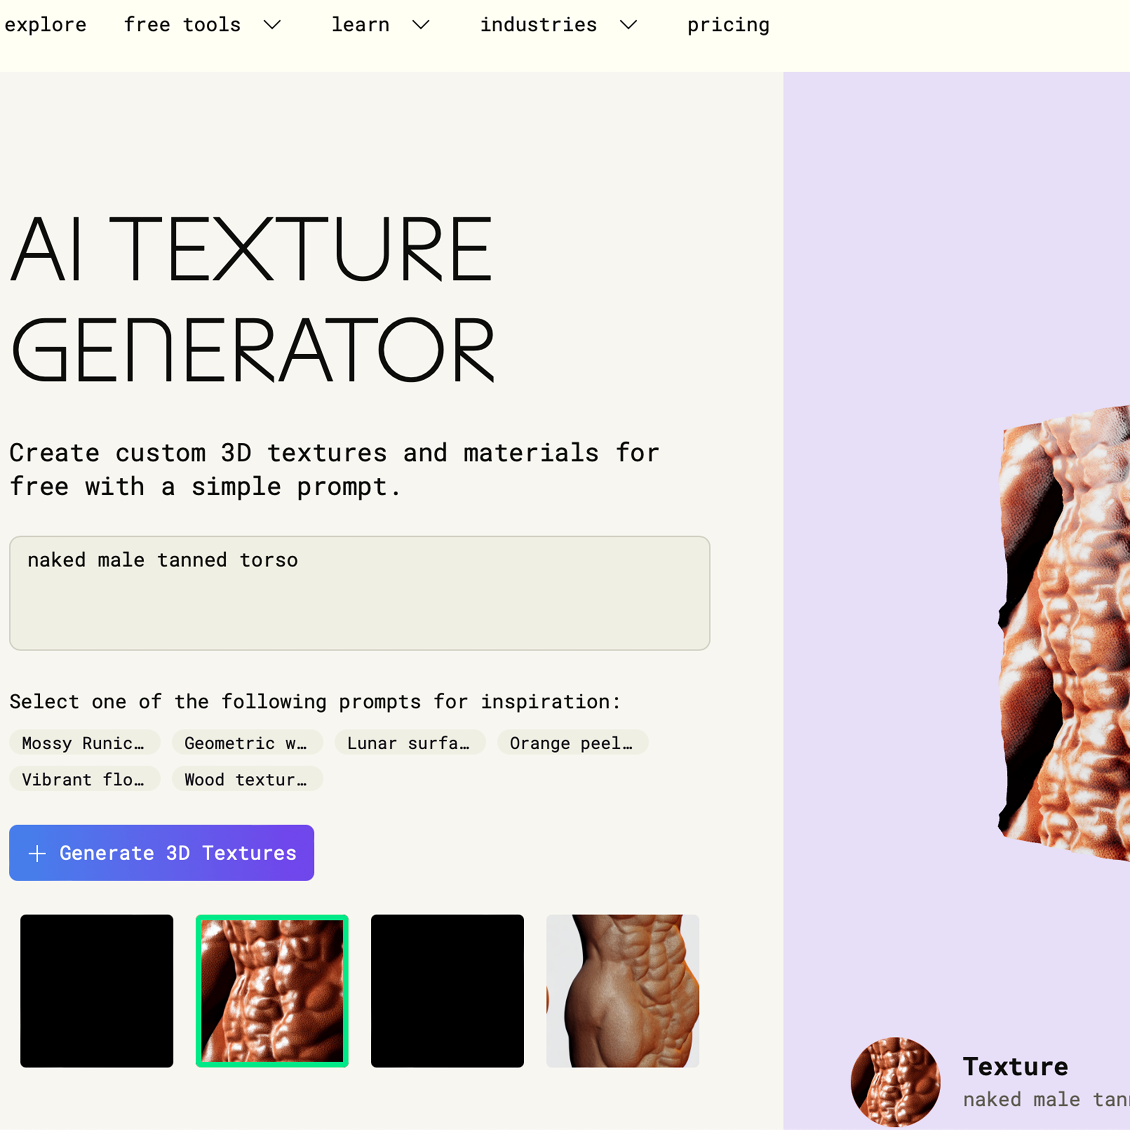 explore free tools learn industries pricing
AI TEXTURE
GENERATOR
Create custom 3D textures and materials for
free with a simple prompt.
naked male tanned torso
Select one of the following prompts for inspiration:
Mossy Runic… Geometric w… Lunar surfa… Orange peel…
Vibrant flo… Wood textur…
+ Generate 3D Textures
Texture
naked male